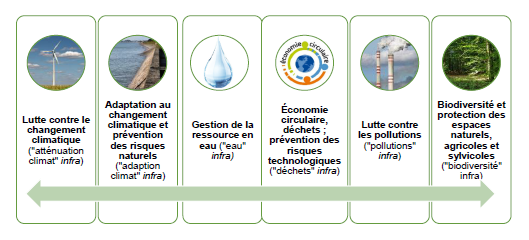 Lutte contre le
changement
climatique
("atténuation
climat" infra)
Adaptation au
changement
climatique et
prévention
des risques
naturels
("adaption
climat" infra)
Gestion de la
ressource en
eau ("eau"
infra)
économie circulaire
Économie
circulaire,
déchets ;
prévention des
risques
technologiques
("déchets" infra)
Lutte contre
les pollutions
("pollutions"
infra)
Biodiversité et
protection des
espaces
naturels,
agricoles et
sylvicoles
("biodiversité"
infra)